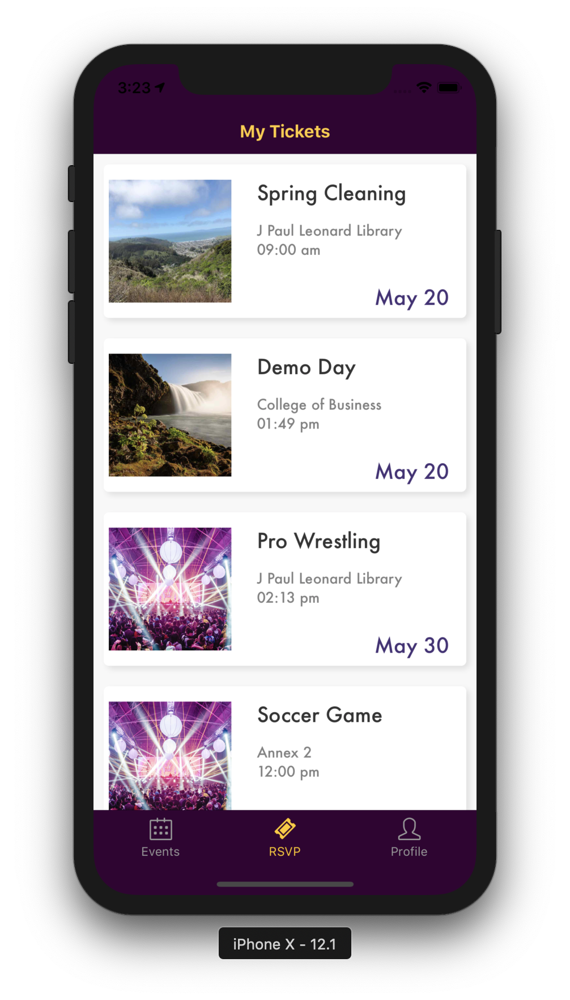 3:23
My Tickets
Spring Cleaning
J Paul Leonard Library
09:00 am
May 20
Demo Day
College of Business
01:49 pm
May 20
Pro Wrestling
J Paul Leonard Library
02:13 pm
May 30
Soccer Game
Annex 2
12:00 pm
Events
RSVP
Profile
iPhone X - 12.1